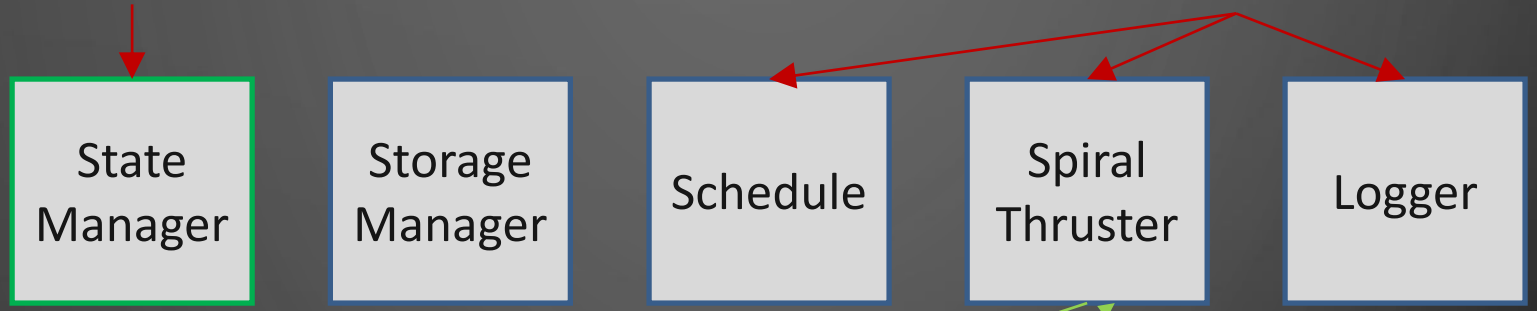 State
Manager
Storage
Manager
Schedule
Spiral
Thruster
Logger